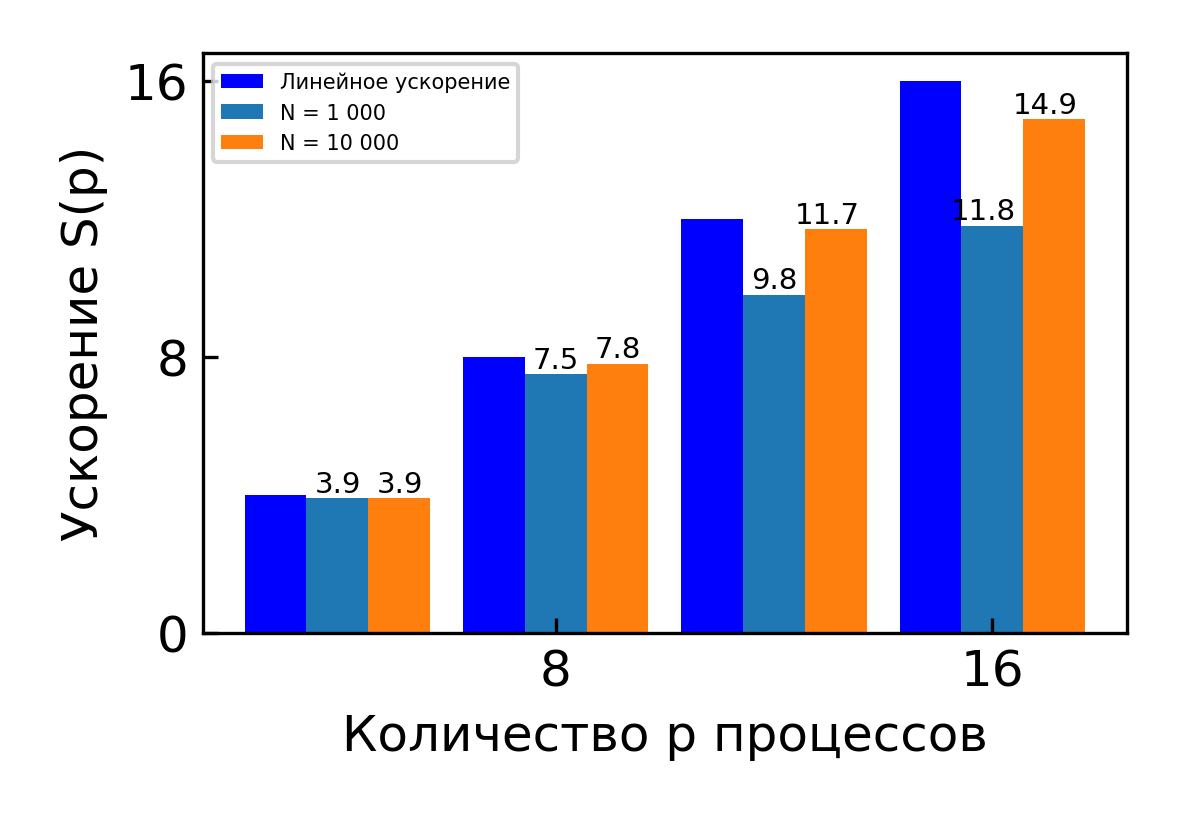 Ускорение S(p)
16
8
0
Линейное ускорение
N = 1 000
N = 10 000
3.9
3.9
7.5
7.8
9.8
11.7
11.8
14.9
8
16
Количество p процессов